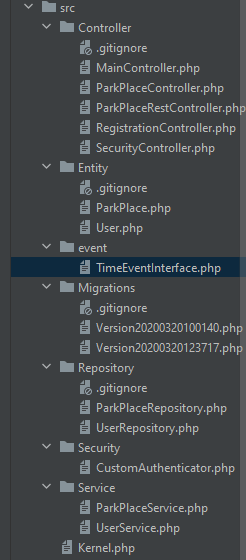 src
Controller
.gitignore
MainController.php
ParkPlaceController.php
ParkPlaceRestController.php
RegistrationController.php
SecurityController.php
Entity
.gitignore
ParkPlace.php
User.php
event
TimeEventInterface.php
Migrations
.gitignore
Version20200320100140.php
Version20200320123717.php
Repository
.gitignore
ParkPlaceRepository.php
UserRepository.php
Security
CustomAuthenticator.php
Service
ParkPlaceService.php
UserService.php
Kernel.php